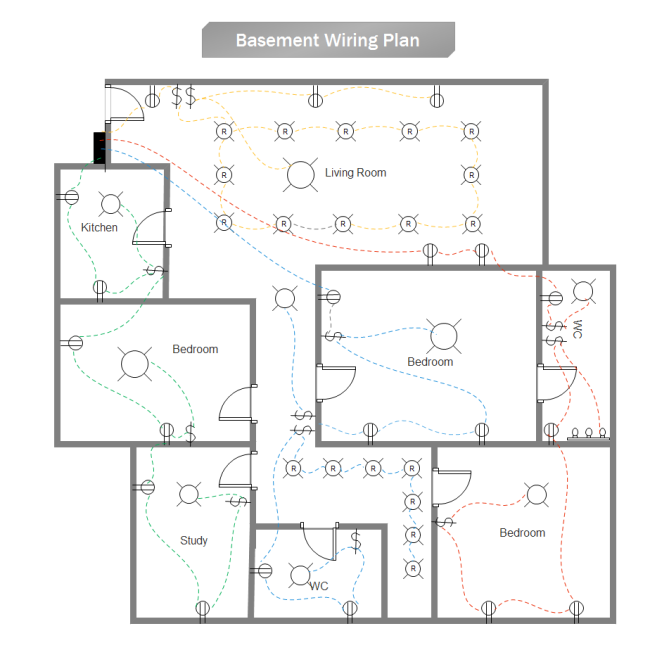 Basement Wiring Plan
R R R R R
Living Room
R R
Kitchen
R R R R R
WC
Bedroom
Bedroom
R R R R
R
Study
Bedroom
R
R
WC